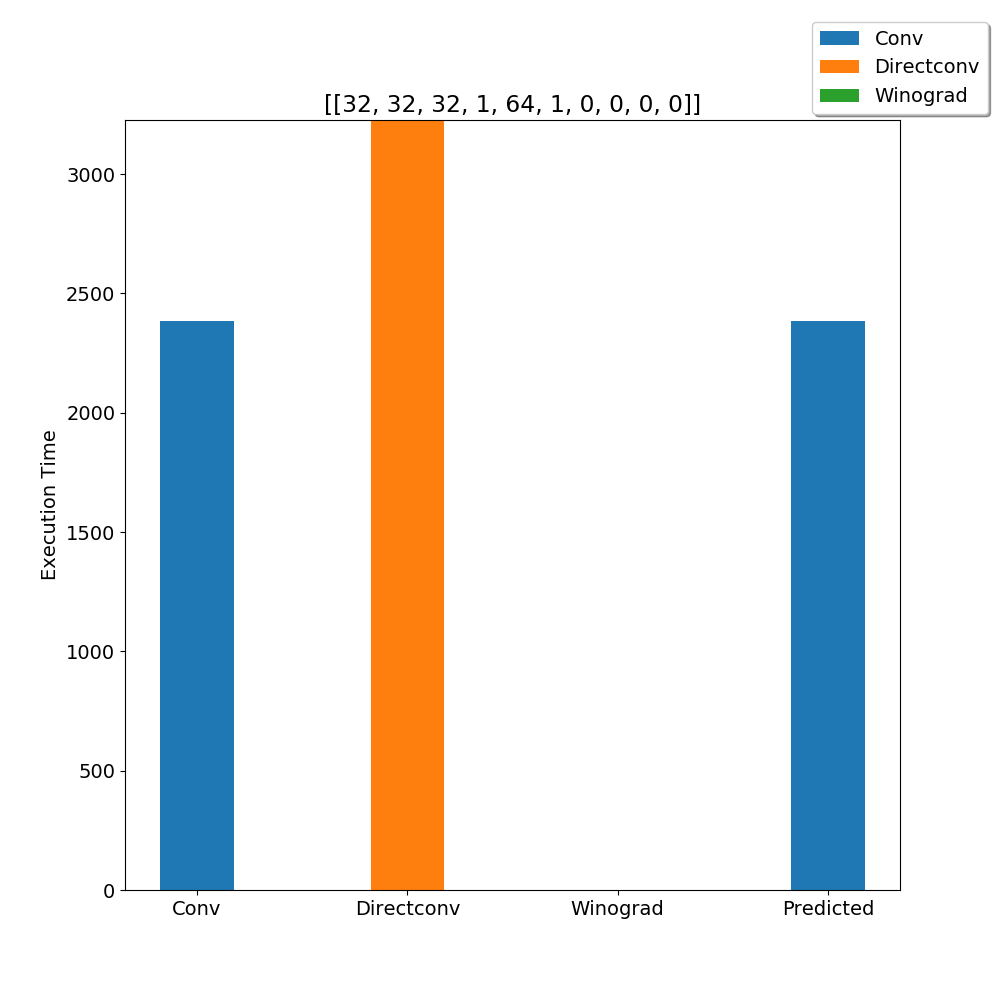 Conv
Directconv
Winograd
[[32, 32, 32, 1, 64, 1, 0, 0, 0, 0]]
3000
2500
2000
1500
1000
500
0
Execution Time
Conv Directconv Winograd Predicted